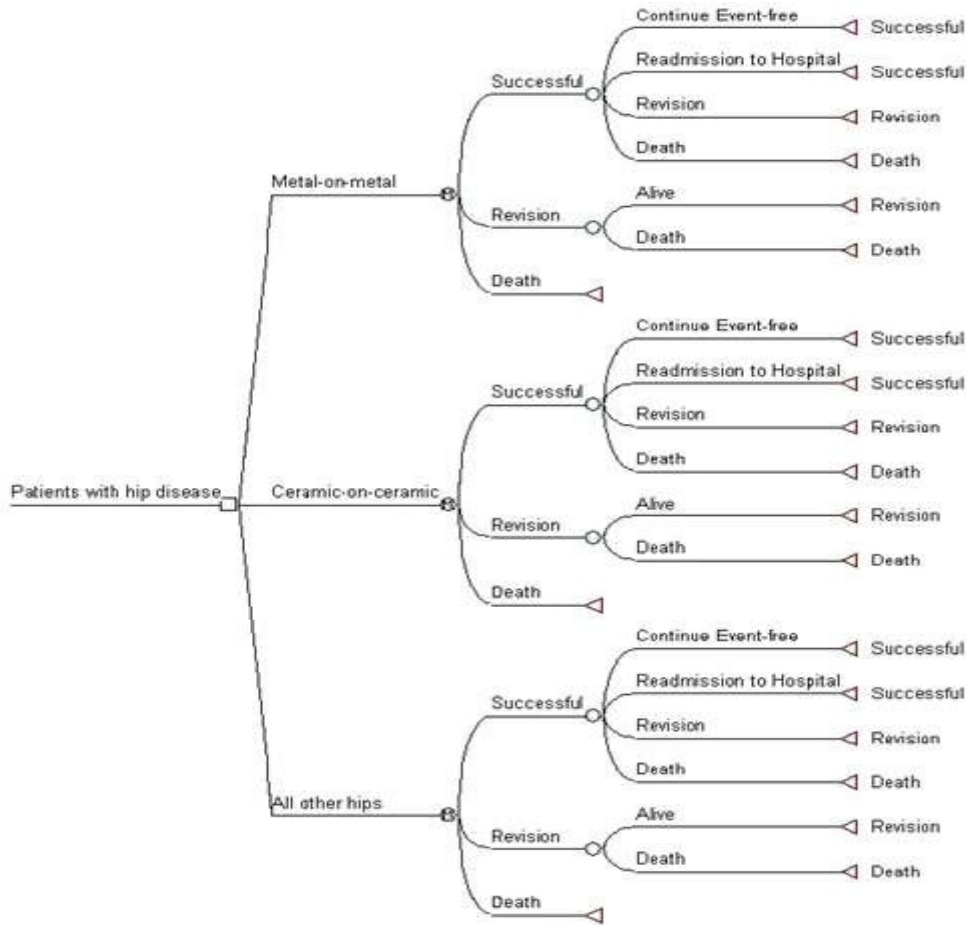 Continue Event-free Successful
Readmission to Hospital Successful
Successful
Revision Revision
Death Death
Metal-on-metal
Alive Revision
Revision
Death Death
Death
Continue Event-free Successful
Readmission to Hospital Successful
Successful
Revision Revision
Death Death
Patients with hip disease Ceramic-on-ceramic
Alive Revision
Revision
Death Death
Death
Continue Event-free Successful
Readmission to Hospital Successful
Successful
Revision Revision
Death Death
All other hips
Alive Revision
Revision
Death Death
Death